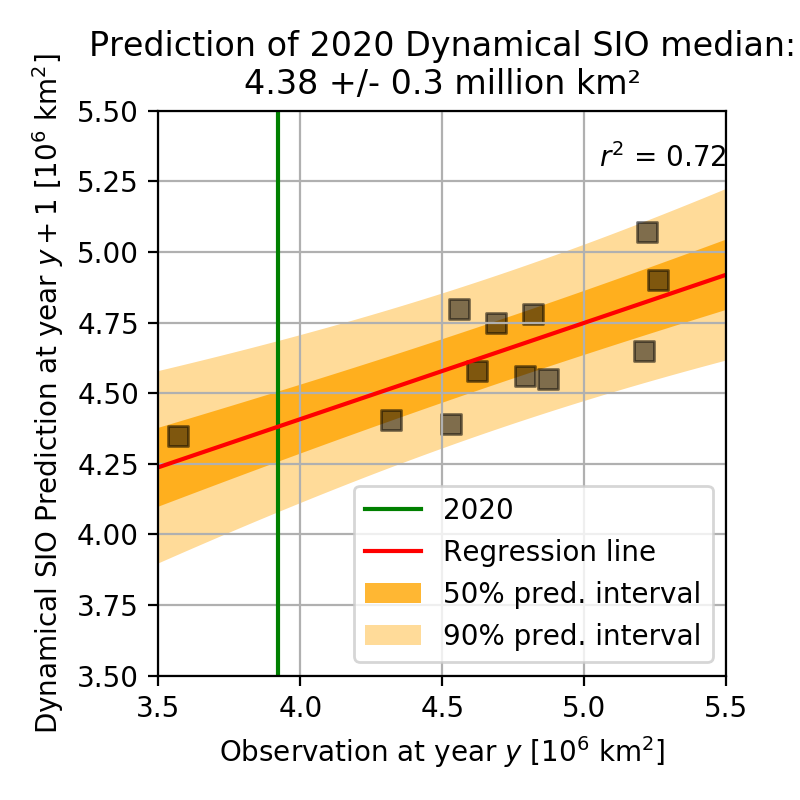 Prediction of 2020 Dynamical SIO median:
4.38 +/- 0.3 million km²
Dynamical SIO Prediction at year y + 1 [10⁶ km²]
5.50
5.25
5.00
4.75
4.50
4.25
4.00
3.75
3.50
r² = 0.72
2020
Regression line
50% pred. interval
90% pred. interval
3.5 4.0 4.5 5.0 5.5
Observation at year y [10⁶ km²]